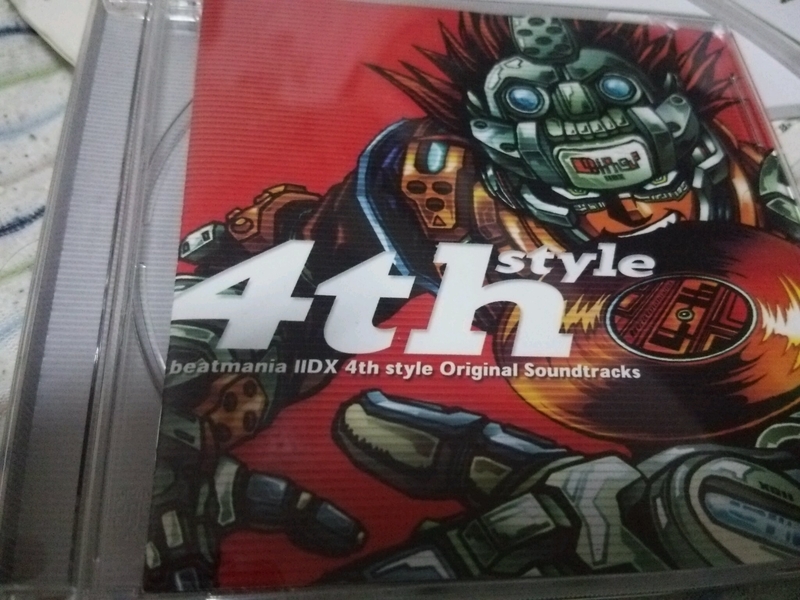 4th
style
beatmania IIDX 4th style Original Soundtracks